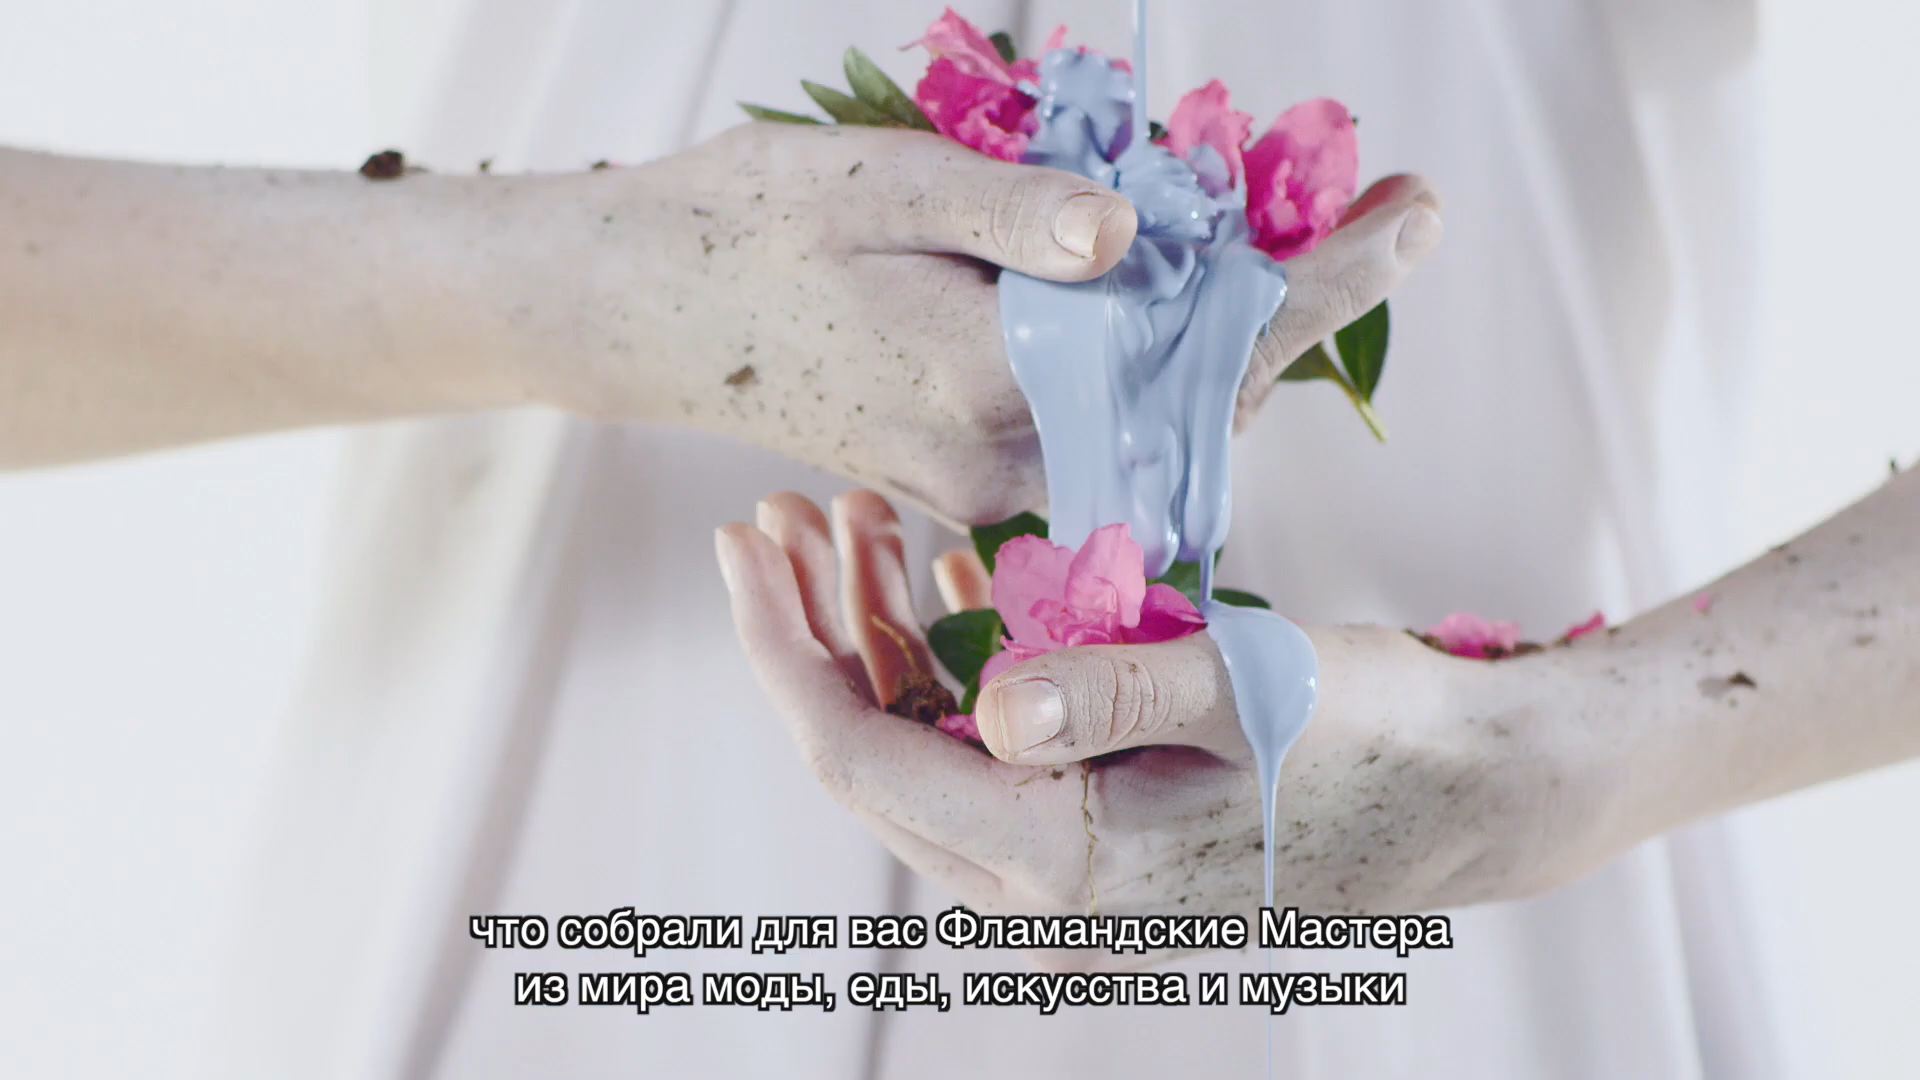 что собрали для вас Фламандские Мастера
из мира моды, еды, искусства и музыки